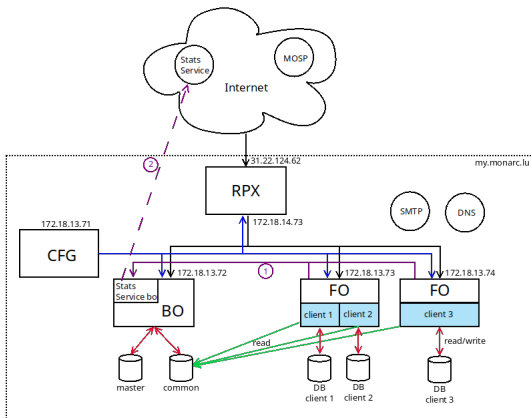 Stats
Service
MOSP
Internet
2
31.22.124.62
my.monarc.lu
RPX
172.18.14.73
SMTP
DNS
172.18.13.71
CFG
172.18.13.72
1
172.18.13.73
172.18.13.74
Stats
Service bo
BO
FO
client 1
client 2
FO
client 3
read
read/write
master
common
DB
client 1
DB
client 2
DB
client 3